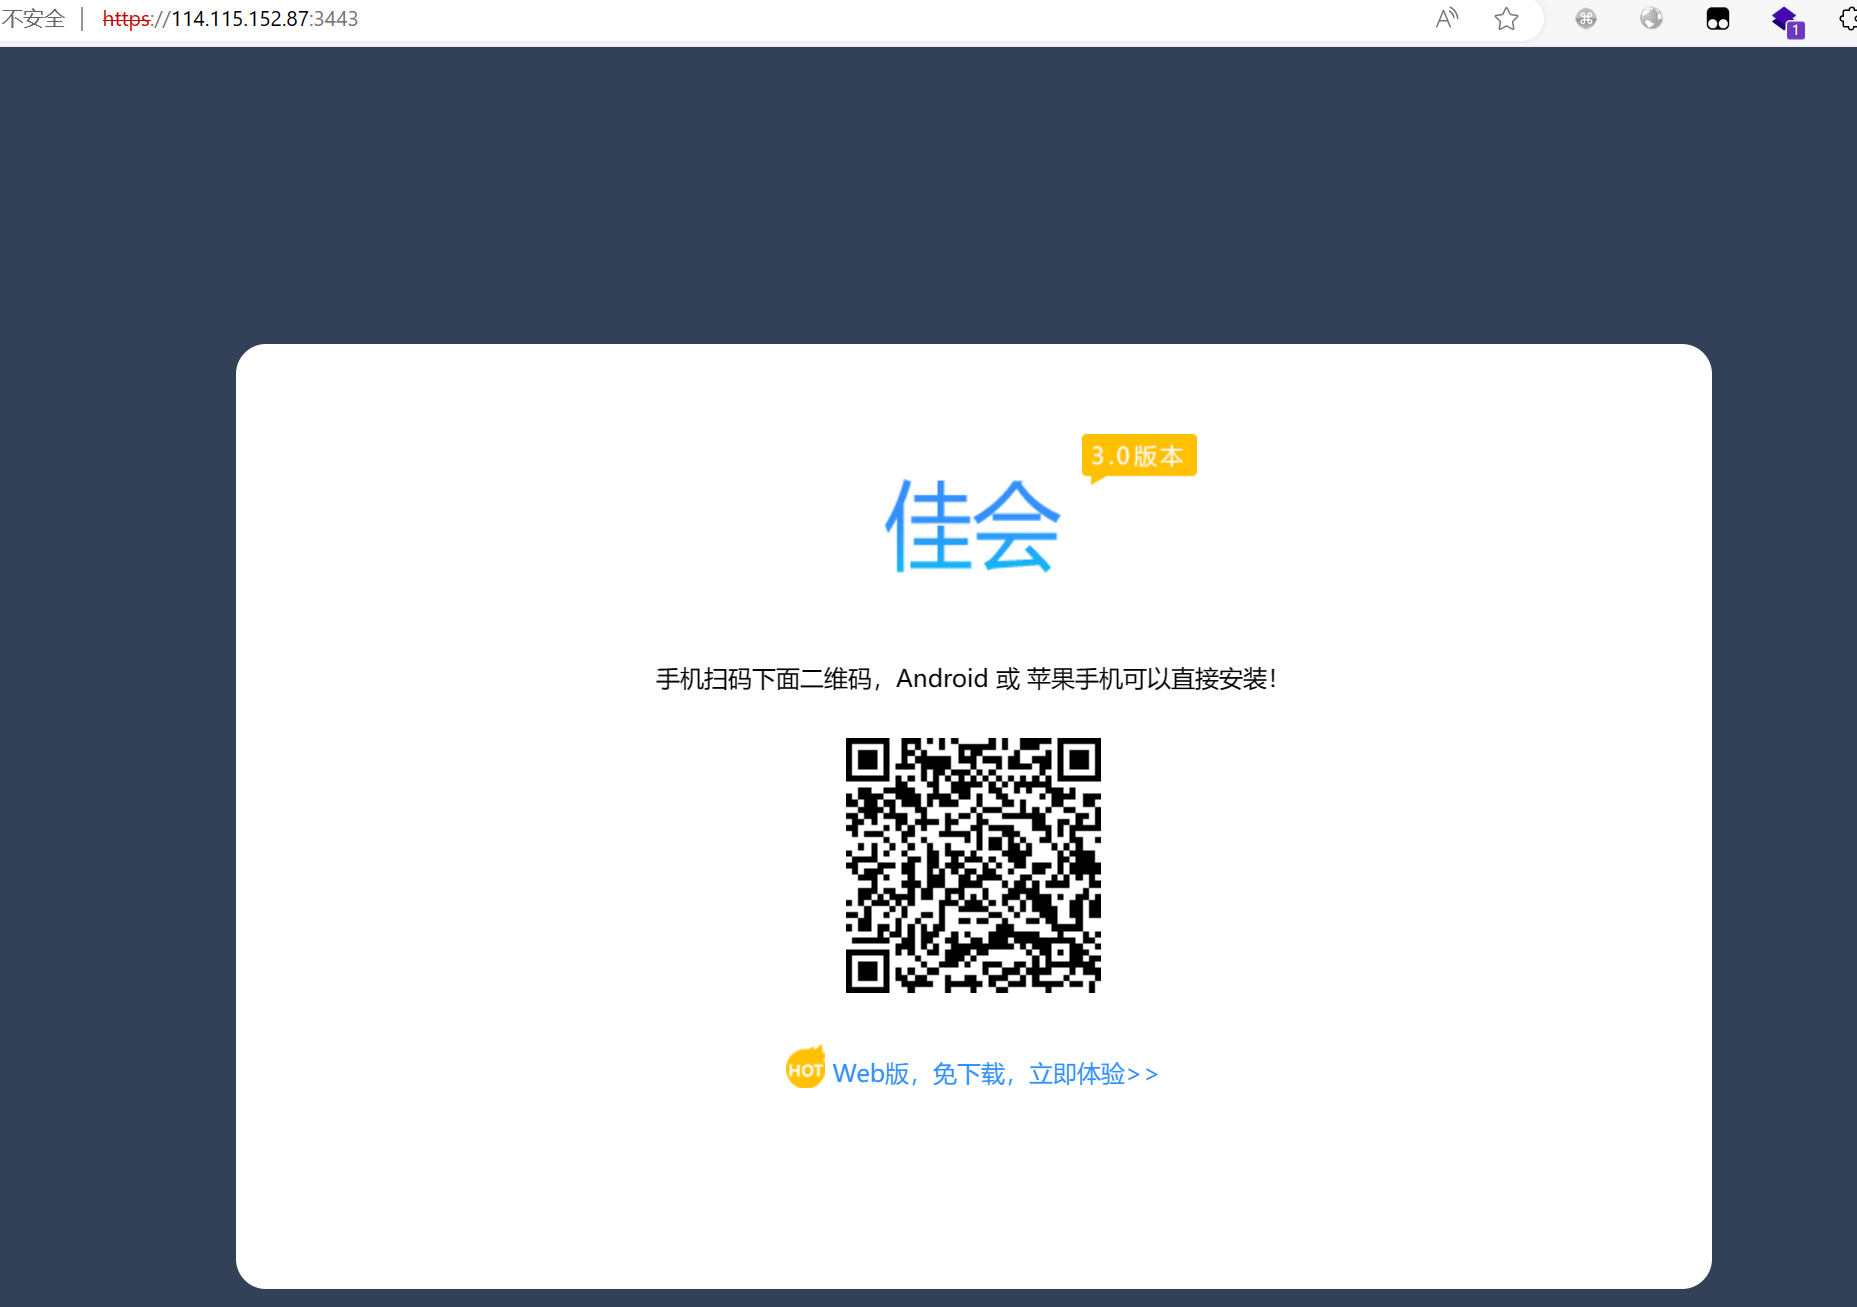 不安全 | https://114.115.152.87:3443
1
3.0版本
佳会
手机扫码下面二维码，Android 或 苹果手机可以直接安装！
HOT Web版，免下载，立即体验>>